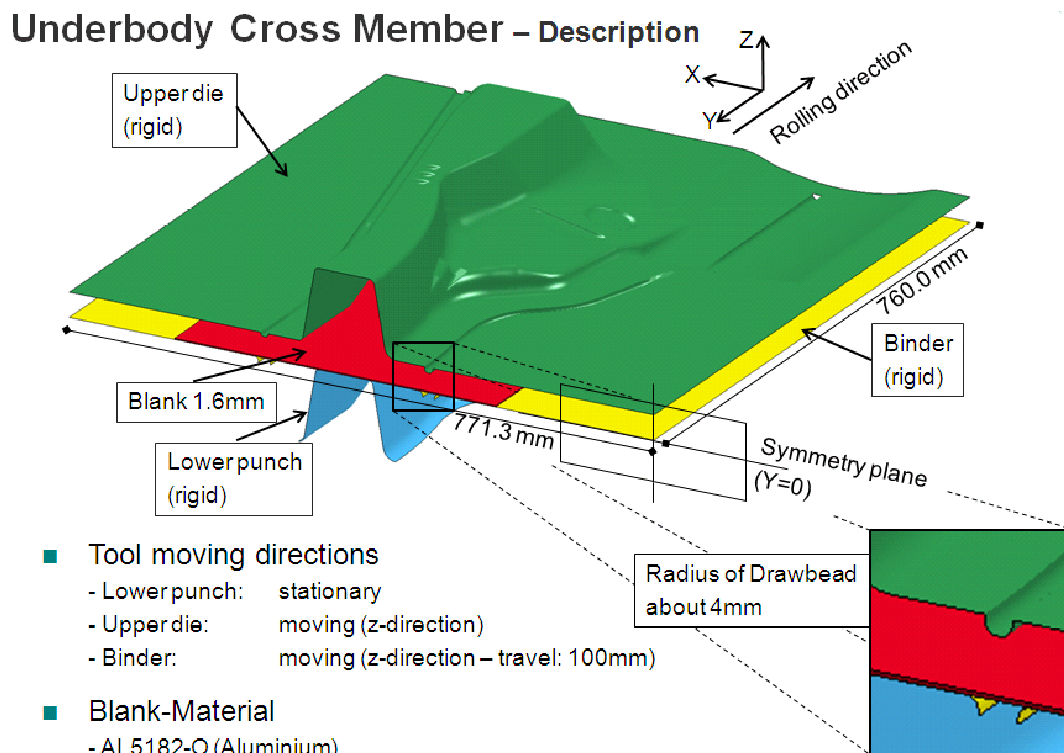 Underbody Cross Member – Description
Z
X
Y
Rolling direction
Upper die
(rigid)
760.0 mm
Binder
(rigid)
Blank 1.6mm
771.3 mm
Lower punch
(rigid)
Symmetry plane
(Y=0)
Radius of Drawbead
about 4mm
■ Tool moving directions
- Lower punch: stationary
- Upper die: moving (z-direction)
- Binder: moving (z-direction – travel: 100mm)
■ Blank-Material
- AL5182-O (Aluminium)